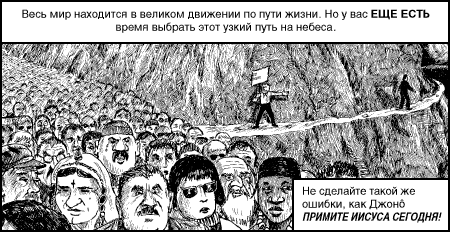 Весь мир находится в великом движении по пути жизни. Но у вас ЕЩЕ ЕСТЬ
время выбрать этот узкий путь на небеса.
Не сделайте такой же
ошибки, как Джонô
ПРИМИТЕ ИИСУСА СЕГОДНЯ!